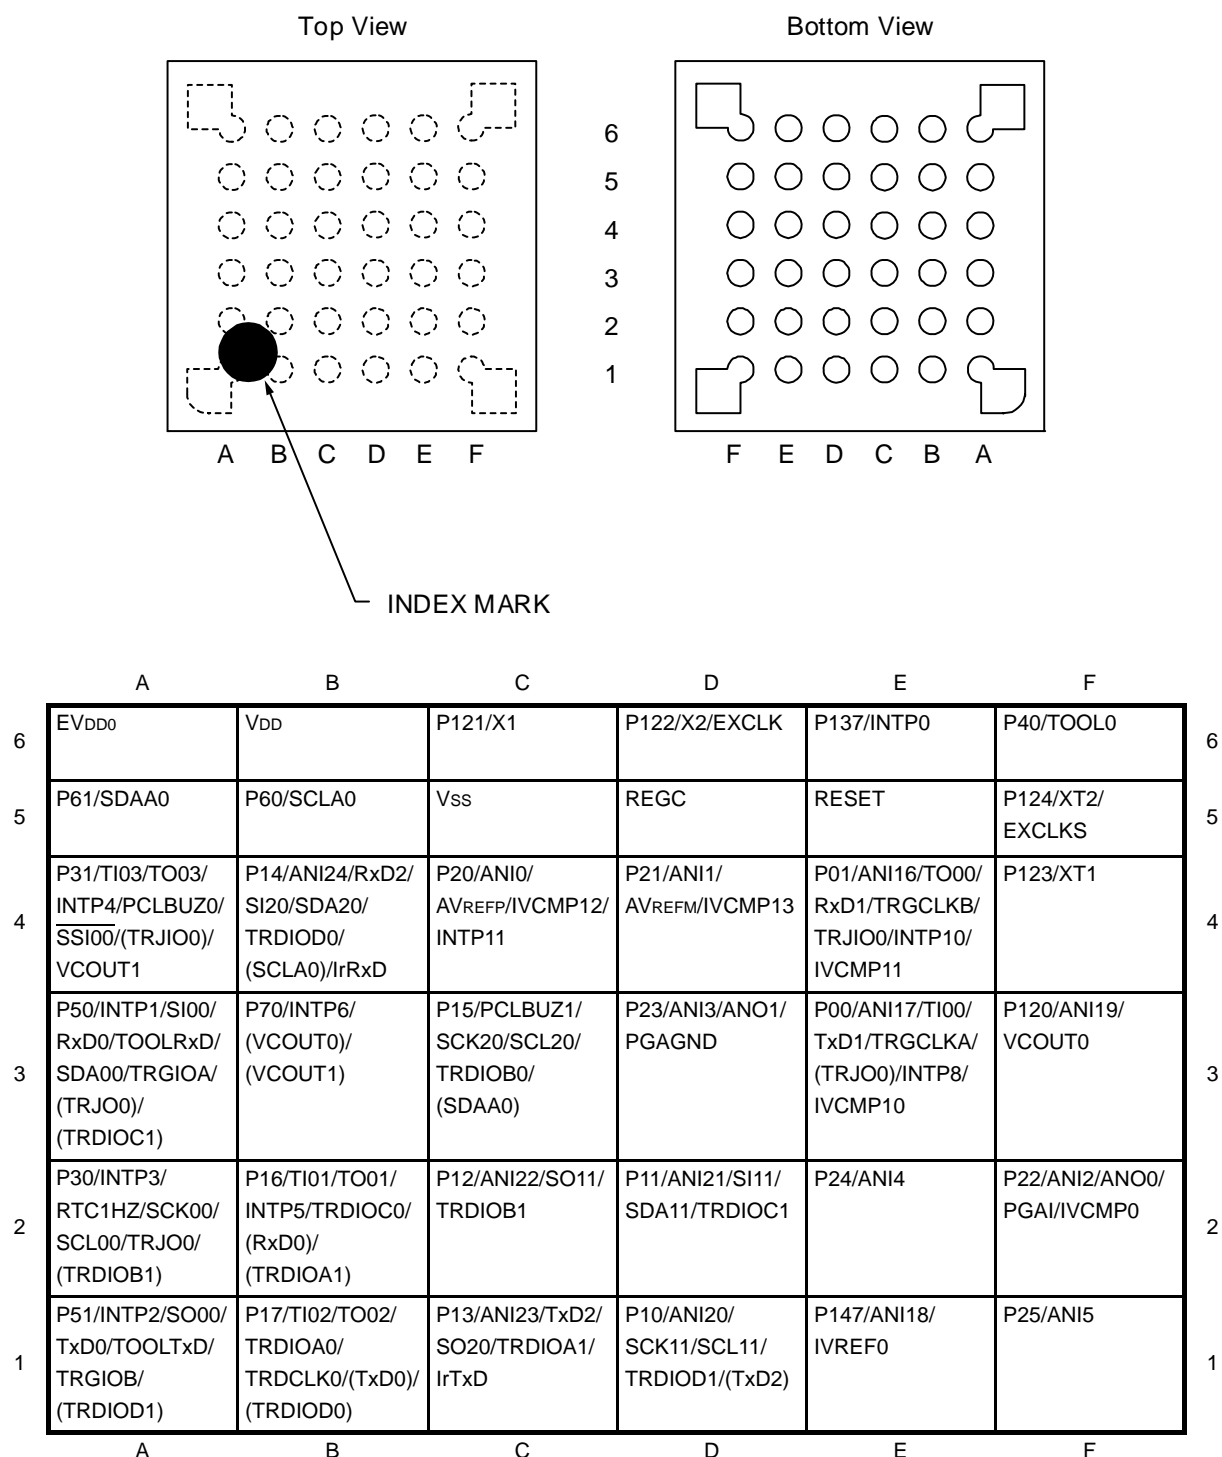 Top View
Bottom View
6
5
4
3
2
1
A B C D E F
F E D C B A
INDEX MARK
A B C D E F
6
EVDD0
VDD
P121/X1
P122/X2/EXCLK
P137/INTP0
P40/TOOL0
6
5
P61/SDAA0
P60/SCLA0
VSS
REGC
RESET
P124/XT2/
EXCLKS
5
4
P31/TI03/TO03/
INTP4/PCLBUZ0/
SSI00/(TRJIO0)/
VCOUT1
P14/ANI24/RxD2/
SI20/SDA20/
TRDIOD0/
(SCLA0)/IrRxD
P20/ANI0/
AVREFP/IVCMP12/
INTP11
P21/ANI1/
AVREFM/IVCMP13
P01/ANI16/TO00/
RxD1/TRGCLKB/
TRJIO0/INTP10/
IVCMP11
P123/XT1
4
3
P50/INTP1/SI00/
RxD0/TOOLRxD/
SDA00/TRGIOA/
(TRJO0)/
(TRDIOC1)
P70/INTP6/
(VCOUT0)/
(VCOUT1)
P15/PCLBUZ1/
SCK20/SCL20/
TRDIOB0/
(SDAA0)
P23/ANI3/ANO1/
PGAGND
P00/ANI17/TI00/
TxD1/TRGCLKA/
(TRJO0)/INTP8/
IVCMP10
P120/ANI19/
VCOUT0
3
2
P30/INTP3/
RTC1HZ/SCK00/
SCL00/TRJO0/
(TRDIOB1)
P16/TI01/TO01/
INTP5/TRDIOC0/
(RxD0)/
(TRDIOA1)
P12/ANI22/SO11/
TRDIOB1
P11/ANI21/SI11/
SDA11/TRDIOC1
P24/ANI4
P22/ANI2/ANO0/
PGAI/IVCMP0
2
1
P51/INTP2/SO00/
TxD0/TOOLTxD/
TRGIOB/
(TRDIOD1)
P17/TI02/TO02/
TRDIOA0/
TRDCLK0/(TxD0)/
(TRDIOD0)
P13/ANI23/TxD2/
SO20/TRDIOA1/
IrTxD
P10/ANI20/
SCK11/SCL11/
TRDIOD1/(TxD2)
P147/ANI18/
IVREF0
P25/ANI5
1
A B C D E F